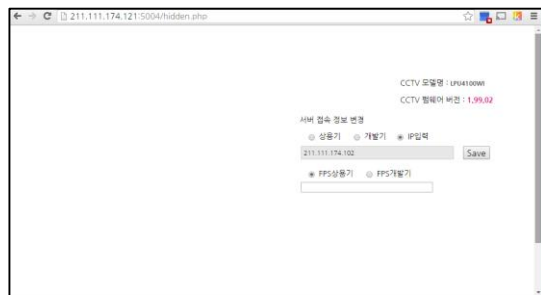 211.111.174.121:5004/hidden.php
CCTV 모델명 : LPU4100WI
CCTV 펌웨어 버전 : 1,99,02
서버 접속 정보 변경
상용기 개발기 IP입력
211.111.174.102 Save
FPS상용기 FPS개발기